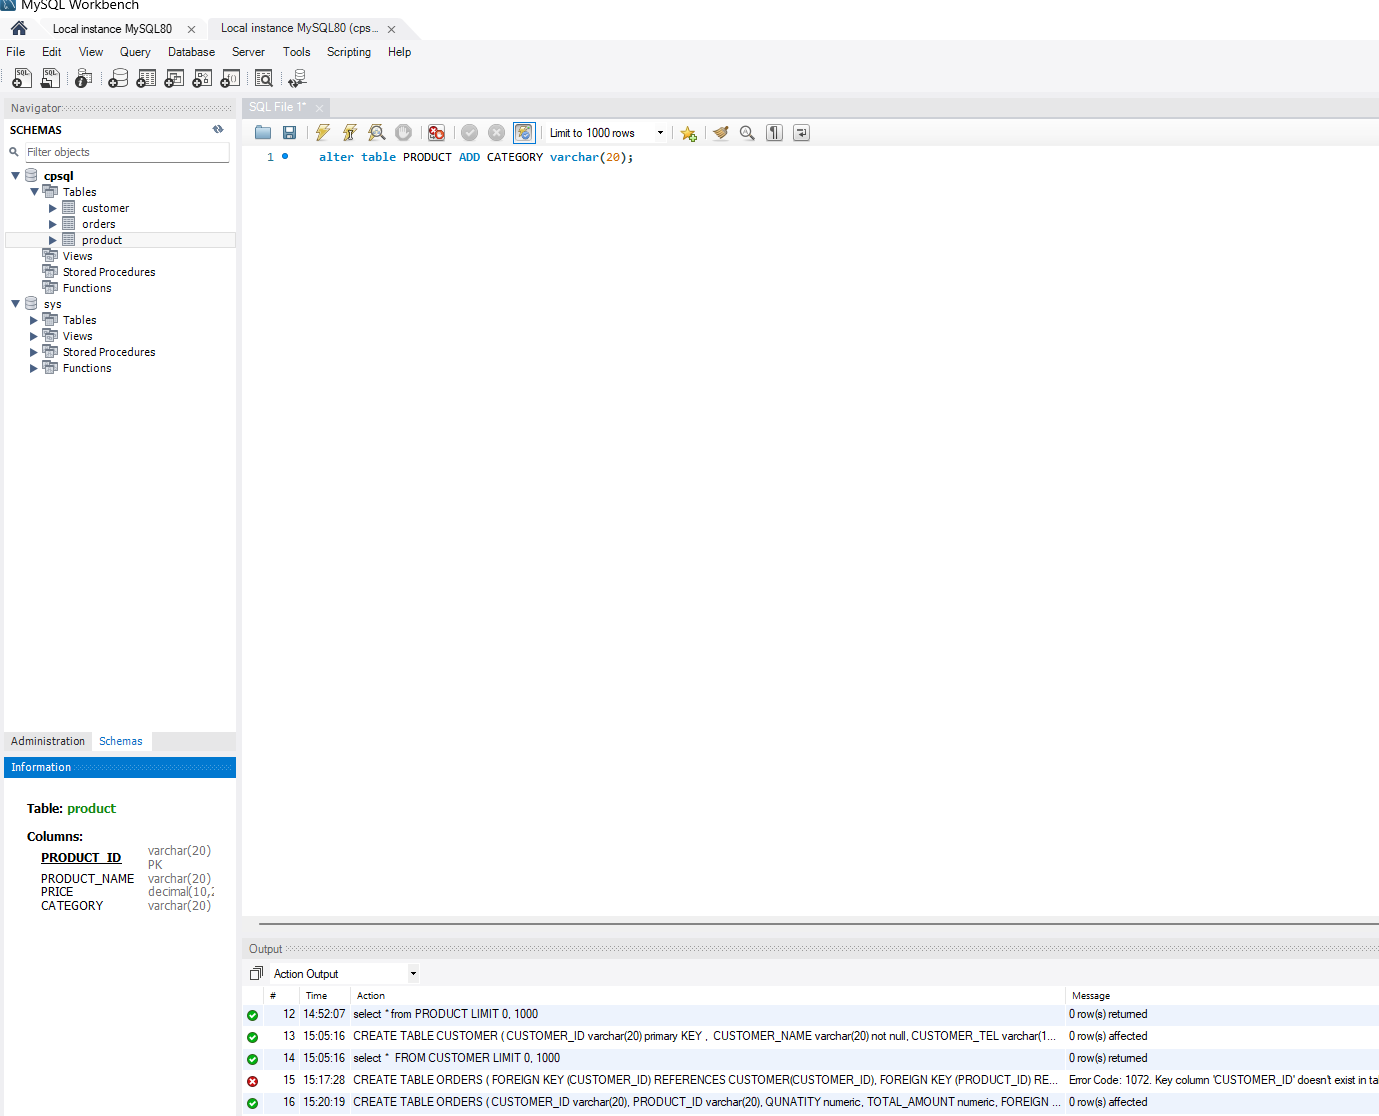 MySQL Workbench
Local instance MySQL80
Local instance MySQL80 (cps...
File Edit View Query Database Server Tools Scripting Help
Navigator
SCHEMAS
Filter objects
cpsql
Tables
customer
orders
product
Views
Stored Procedures
Functions
sys
Tables
Views
Stored Procedures
Functions
Administration Schemas
Information
Table: product
Columns:
PRODUCT_ID varchar(20)
PK
PRODUCT_NAME varchar(20)
PRICE decimal(10,2
CATEGORY varchar(20)
SQL File 1*
Limit to 1000 rows
1 alter table PRODUCT ADD CATEGORY varchar(20);
Output
Action Output
# Time Action Message
12 14:52:07 select * from PRODUCT LIMIT 0, 1000 0 row(s) returned
13 15:05:16 CREATE TABLE CUSTOMER ( CUSTOMER_ID varchar(20) primary KEY , CUSTOMER_NAME varchar(20) not null, CUSTOMER_TEL varchar(1... 0 row(s) affected
14 15:05:16 select * FROM CUSTOMER LIMIT 0, 1000 0 row(s) returned
15 15:17:28 CREATE TABLE ORDERS ( FOREIGN KEY (CUSTOMER_ID) REFERENCES CUSTOMER(CUSTOMER_ID), FOREIGN KEY (PRODUCT_ID) RE... Error Code: 1072. Key column 'CUSTOMER_ID' doesn't exist in tal
16 15:20:19 CREATE TABLE ORDERS ( CUSTOMER_ID varchar(20), PRODUCT_ID varchar(20), QUNATITY numeric, TOTAL_AMOUNT numeric, FOREIGN ... 0 row(s) affected